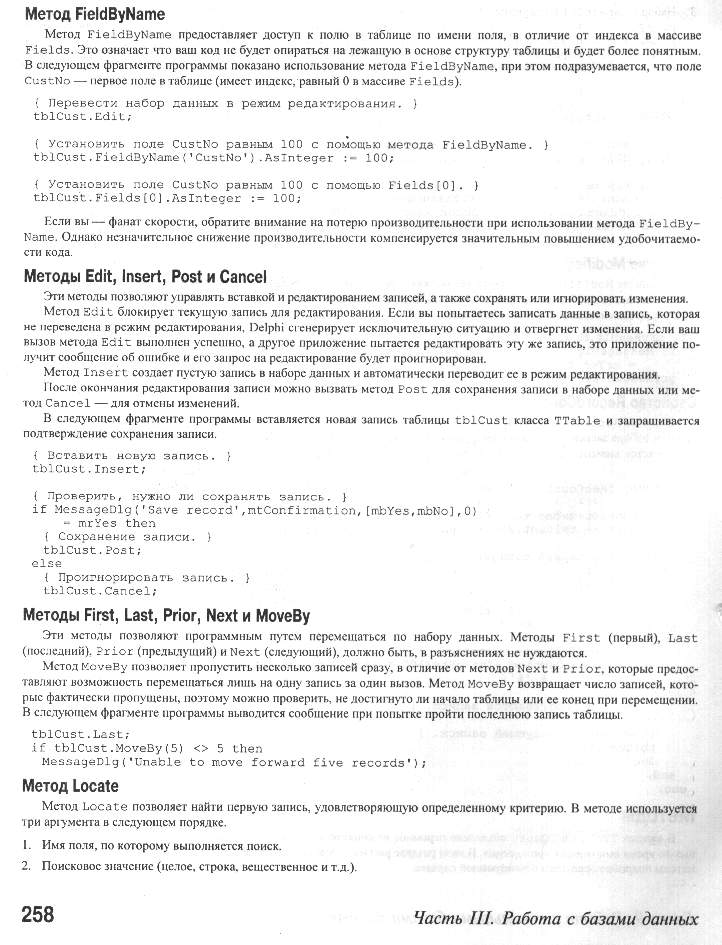 Метод FieldByName
Метод FieldByName предоставляет доступ к полю в таблице по имени поля, в отличие от индекса в массиве
Fields. Это означает что ваш код не будет опираться на лежащую в основе структуру таблицы и будет более понятным.
В следующем фрагменте программы показано использование метода FieldByName, при этом подразумевается, что поле
CustNo — первое поле в таблице (имеет индекс, равный 0 в массиве Fields).
{ Перевести набор данных в режим редактирования. }
tblCust.Edit;
{ Установить поле CustNo равным 100 с помощью метода FieldByName. }
tblCust.FieldByName('CustNo').AsInteger := 100;
{ Установить поле CustNo равным 100 с помощью Fields[0]. }
tblCust.Fields[0].AsInteger := 100;
Если вы — фанат скорости, обратите внимание на потерю производительности при использовании метода FieldBy-
Name. Однако незначительное снижение производительности компенсируется значительным повышением удобочитаемо-
сти кода.
Методы Edit, Insert, Post и Cancel
Эти методы позволяют управлять вставкой и редактированием записей, а также сохранять или игнорировать изменения.
Метод Edit блокирует текущую запись для редактирования. Если вы попытаетесь записать данные в запись, которая
не переведена в режим редактирования, Delphi сгенерирует исключительную ситуацию и отвергнет изменения. Если ваш
вызов метода Edit выполнен успешно, а другое приложение пытается редактировать эту же запись, это приложение по-
лучит сообщение об ошибке и его запрос на редактирование будет проигнорирован.
Метод Insert создает пустую запись в наборе данных и автоматически переводит ее в режим редактирования.
После окончания редактирования записи можно вызвать метод Post для сохранения записи в наборе данных или ме-
тод Cancel — для отмены изменений.
В следующем фрагменте программы вставляется новая запись таблицы tblCust класса TTable и запрашивается
подтверждение сохранения записи.
{ Вставить новую запись. }
tblCust.Insert;
{ Проверить, нужно ли сохранять запись. }
if MessageDlg('Save record',mtConfirmation,[mbYes,mbNo],0)
= mrYes then
{ Сохранение записи. }
tblCust.Post;
else
{ Проигнорировать запись. }
tblCust.Cancel;
Методы First, Last, Prior, Next и MoveBy
Эти методы позволяют программным путем перемещаться по набору данных. Методы First (первый), Last
(последний), Prior (предыдущий) и Next (следующий), должно быть, в разъяснениях не нуждаются.
Метод MoveBy позволяет пропустить несколько записей сразу, в отличие от методов Next и Prior, которые предос-
тавляют возможность перемещаться лишь на одну запись за один вызов. Метод MoveBy возвращает число записей, кото-
рые фактически пропущены, поэтому можно проверить, не достигнуто ли начало таблицы или ее конец при перемещении.
В следующем фрагменте программы выводится сообщение при попытке пройти последнюю запись таблицы.
tblCust.Last;
if tblCust.MoveBy(5) <> 5 then
MessageDlg('Unable to move forward five records');
Метод Locate
Метод Locate позволяет найти первую запись, удовлетворяющую определенному критерию. В методе используется
три аргумента в следующем порядке.
1. Имя поля, по которому выполняется поиск.
2. Поисковое значение (целое, строка, вещественное и т.д.).
258
Часть III. Работа с базами данных